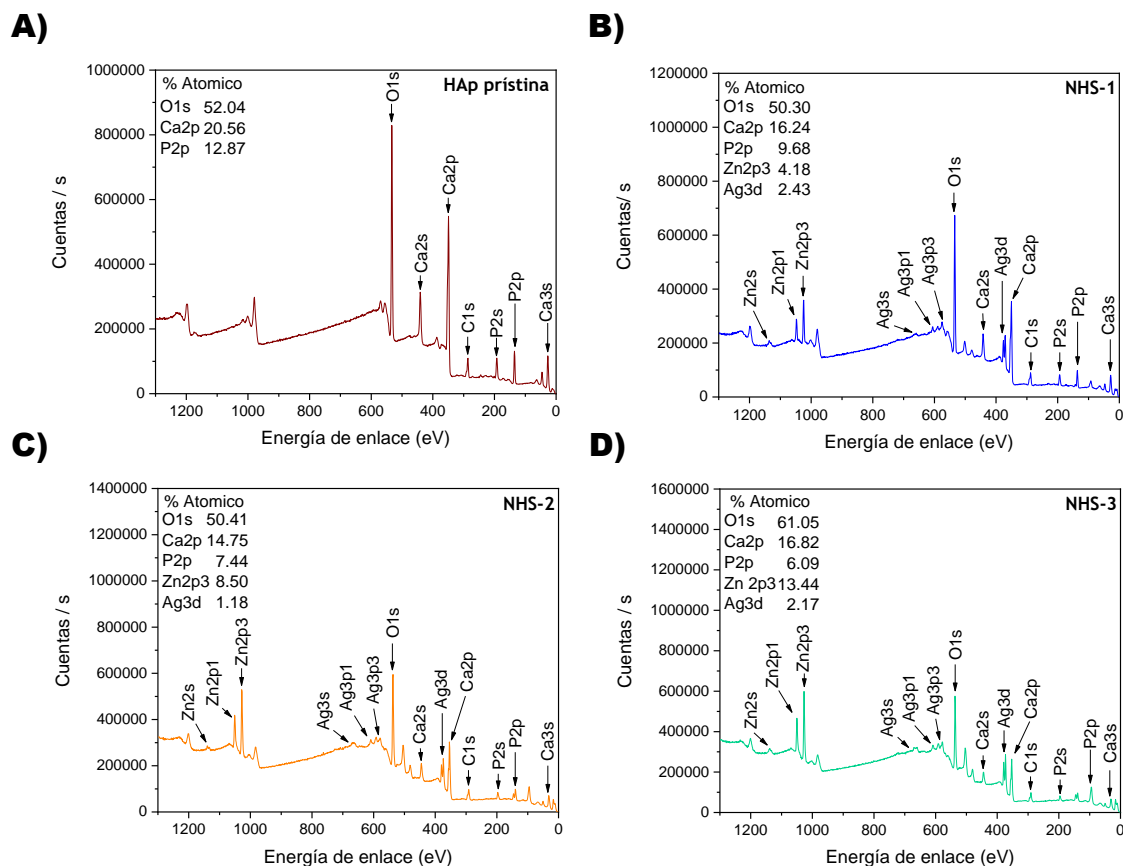 A)
HAp prístina
% Atomico
O1s 52.04
Ca2p 20.56
P2p 12.87
O1s
Ca2p
Ca2s
C1s
P2s
P2p
Ca3s
1000000
800000
600000
400000
200000
0
Cuentas / s
1200 1000 800 600 400 200 0
Energía de enlace (eV)
B)
NHS-1
% Atomico
O1s 50.30
Ca2p 16.24
P2p 9.68
Zn2p3 4.18
Ag3d 2.43
Zn2s
Zn2p1
Zn2p3
Ag3s
Ag3p1
Ag3p3
O1s
Ca2s
Ag3d
Ca2p
C1s
P2s
P2p
Ca3s
1200000
1000000
800000
600000
400000
200000
0
Cuentas/ s
1200 1000 800 600 400 200 0
Energía de enlace (eV)
C)
NHS-2
% Atomico
O1s 50.41
Ca2p 14.75
P2p 7.44
Zn2p3 8.50
Ag3d 1.18
Zn2s
Zn2p1
Zn2p3
Ag3s
Ag3p1
Ag3p3
O1s
Ca2s
Ag3d
Ca2p
C1s
P2s
P2p
Ca3s
1400000
1200000
1000000
800000
600000
400000
200000
0
Cuentas / s
1200 1000 800 600 400 200 0
Energía de enlace (eV)
D)
NHS-3
% Atomico
O1s 61.05
Ca2p 16.82
P2p 6.09
Zn 2p3 13.44
Ag3d 2.17
Zn2s
Zn2p1
Zn2p3
Ag3s
Ag3p1
Ag3p3
O1s
Ca2s
Ag3d
Ca2p
C1s
P2s
P2p
Ca3s
1600000
1400000
1200000
1000000
800000
600000
400000
200000
0
Cuentas / s
1200 1000 800 600 400 200 0
Energía de enlace (eV)